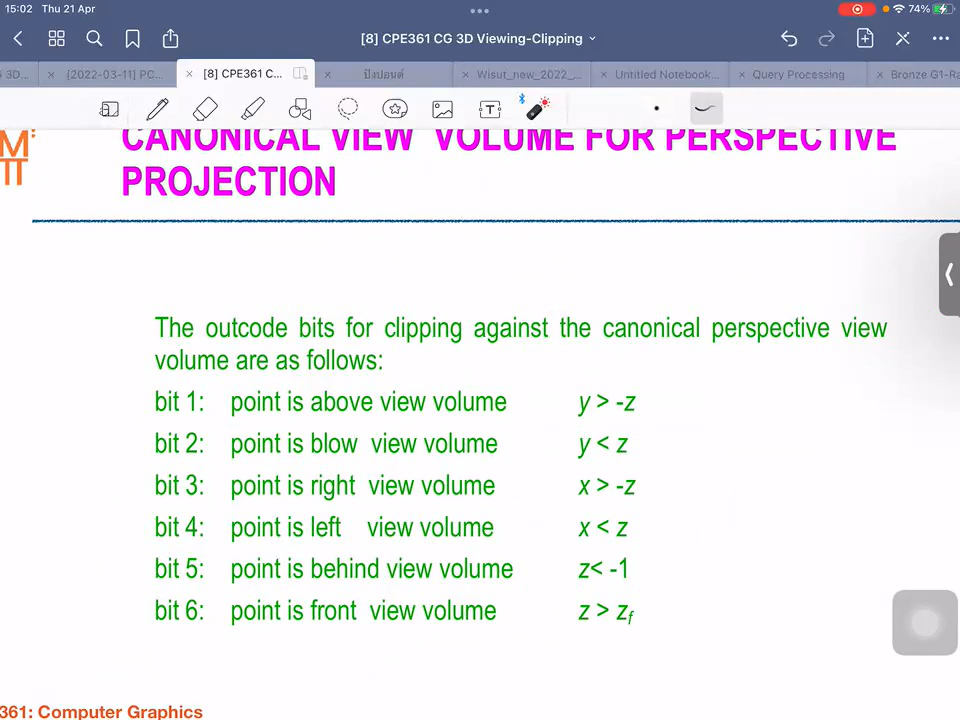 15:02 Thu 21 Apr
74%
[8] CPE361 CG 3D Viewing-Clipping
3D...
[2022-03-11] PC...
[8] CPE361 C...
ปิงปอนด์
Wisut_new_2022_...
Untitled Notebook...
Query Processing
Bronze G1-Ra
CANONICAL VIEW VOLUME FOR PERSPECTIVE
PROJECTION
The outcode bits for clipping against the canonical perspective view
volume are as follows:
bit 1: point is above view volume y > -z
bit 2: point is blow view volume y < z
bit 3: point is right view volume x > -z
bit 4: point is left view volume x < z
bit 5: point is behind view volume z< -1
bit 6: point is front view volume z > zf
361: Computer Graphics